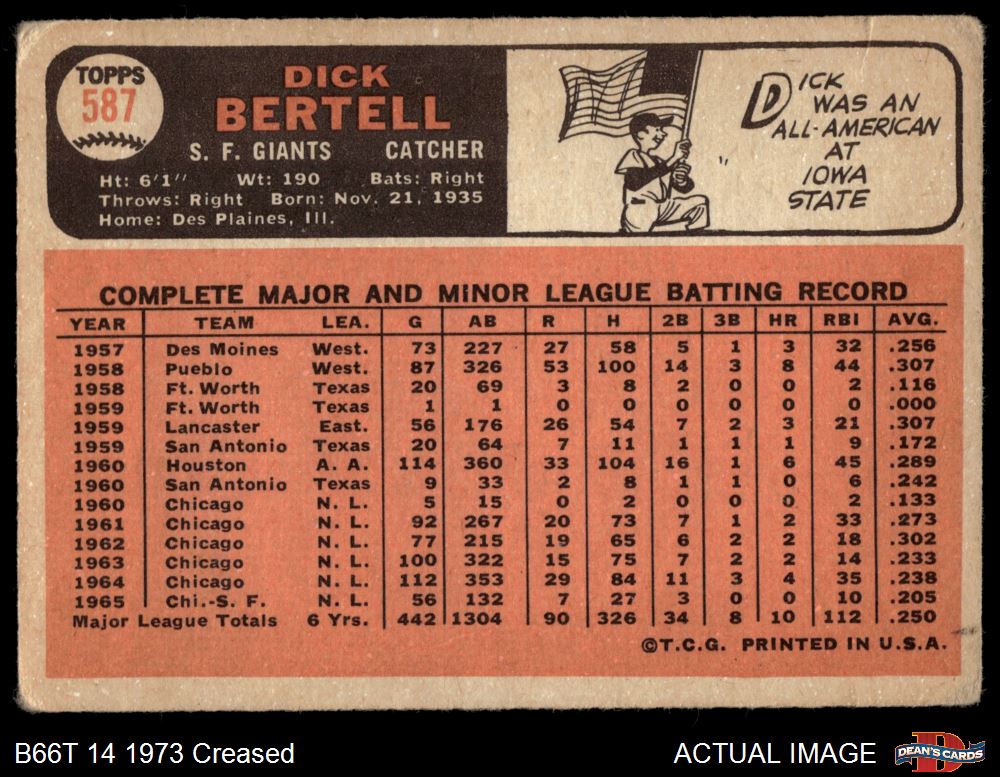 TOPPS
587
DICK
BERTELL
S. F. GIANTS CATCHER
Ht: 6'1" Wt: 190 Bats: Right
Throws: Right Born: Nov. 21, 1935
Home: Des Plaines, Ill.
DICK
WAS AN
ALL-AMERICAN
AT
IOWA
STATE
COMPLETE MAJOR AND MINOR LEAGUE BATTING RECORD
YEAR TEAM LEA. G AB R H 2B 3B HR RBI AVG.
1957 Des Moines West. 73 227 27 58 5 1 3 32 .256
1958 Pueblo West. 87 326 53 100 14 3 8 44 .307
1958 Ft. Worth Texas 20 69 3 8 2 0 0 2 .116
1959 Ft. Worth Texas 1 1 0 0 0 0 0 0 .000
1959 Lancaster East. 56 176 26 54 7 2 3 21 .307
1959 San Antonio Texas 20 64 7 11 1 1 1 9 .172
1960 Houston A. A. 114 360 33 104 16 1 6 45 .289
1960 San Antonio Texas 9 33 2 8 1 1 0 6 .242
1960 Chicago N. L. 5 15 0 2 0 0 0 2 .133
1961 Chicago N. L. 92 267 20 73 7 1 2 33 .273
1962 Chicago N. L. 77 215 19 65 6 2 2 18 .302
1963 Chicago N. L. 100 322 15 75 7 2 2 14 .233
1964 Chicago N. L. 112 353 29 84 11 3 4 35 .238
1965 Chi.-S. F. N. L. 56 132 7 27 3 0 0 10 .205
Major League Totals 6 Yrs. 442 1304 90 326 34 8 10 112 .250
©T.C.G. PRINTED IN U.S.A.
B66T 14 1973 Creased
ACTUAL IMAGE
DEAN'S CARDS